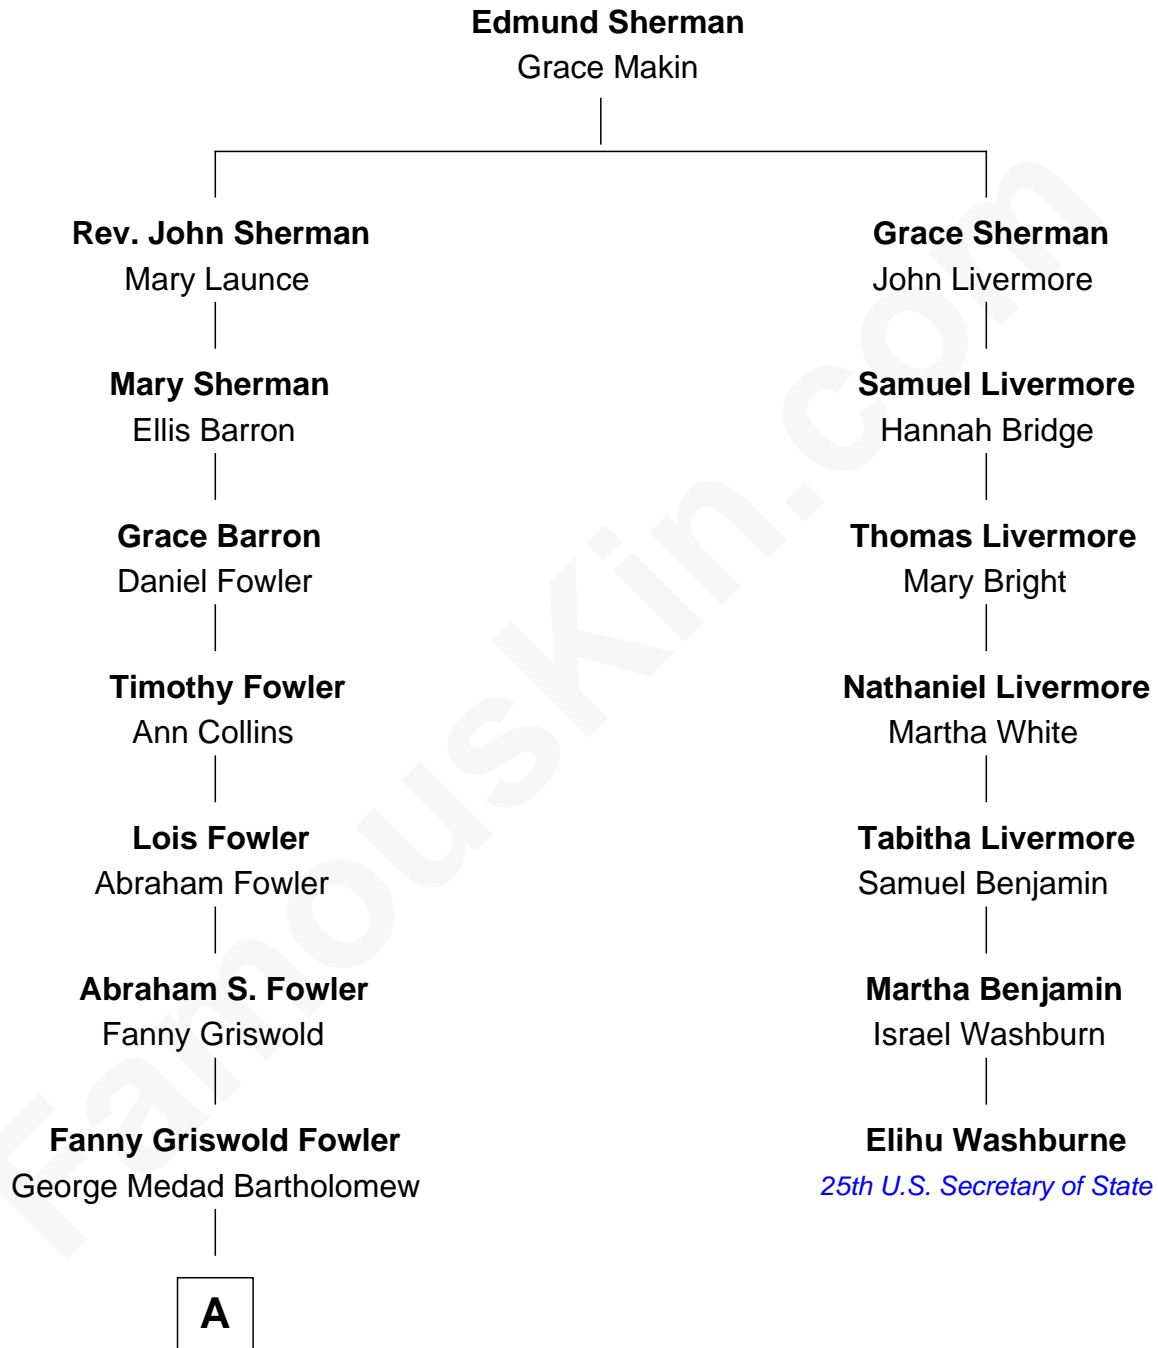 Edmund Sherman
Grace Makin
Rev. John Sherman
Mary Launce
Mary Sherman
Ellis Barron
Grace Barron
Daniel Fowler
Timothy Fowler
Ann Collins
Lois Fowler
Abraham Fowler
Abraham S. Fowler
Fanny Griswold
Fanny Griswold Fowler
George Medad Bartholomew
A
Grace Sherman
John Livermore
Samuel Livermore
Hannah Bridge
Thomas Livermore
Mary Bright
Nathaniel Livermore
Martha White
Tabitha Livermore
Samuel Benjamin
Martha Benjamin
Israel Washburn
Elihu Washburne
25th U.S. Secretary of State
FamousKin.com